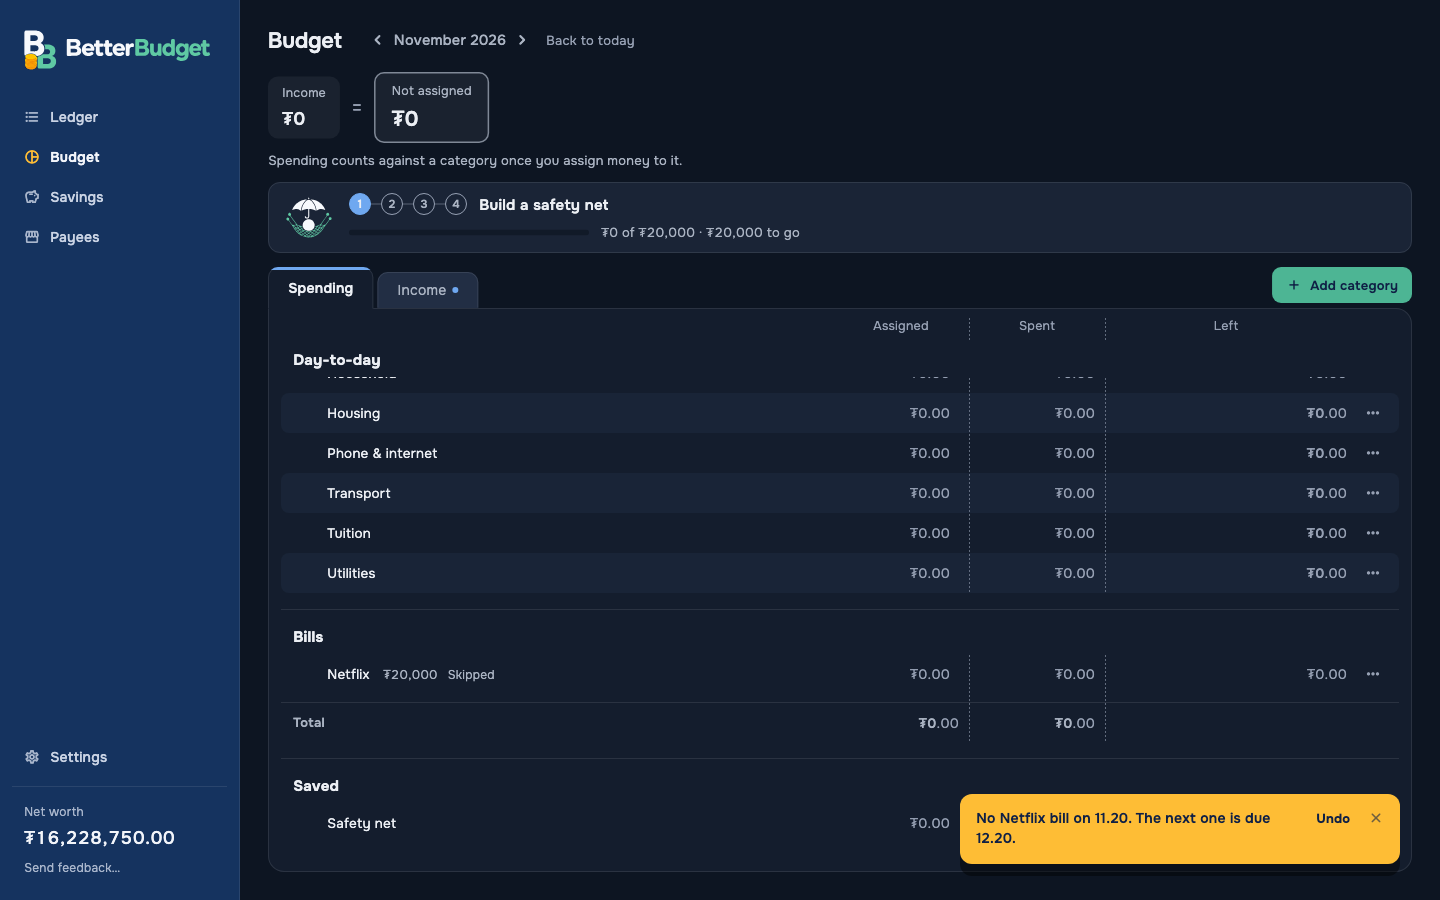 BetterBudget
Ledger
Budget
Savings
Payees
Settings
Net worth
₮16,228,750.00
Send feedback...
Budget
November 2026
Back to today
Income
₮0
=
Not assigned
₮0
Spending counts against a category once you assign money to it.
1 2 3 4 Build a safety net
₮0 of ₮20,000 · ₮20,000 to go
Spending
Income
+ Add category
Assigned Spent Left
Day-to-day
Housing ₮0.00 ₮0.00 ₮0.00
Phone & internet ₮0.00 ₮0.00 ₮0.00
Transport ₮0.00 ₮0.00 ₮0.00
Tuition ₮0.00 ₮0.00 ₮0.00
Utilities ₮0.00 ₮0.00 ₮0.00
Bills
Netflix ₮20,000 Skipped ₮0.00 ₮0.00 ₮0.00
Total ₮0.00 ₮0.00
Saved
Safety net ₮0.00
No Netflix bill on 11.20. The next one is due
12.20.
Undo